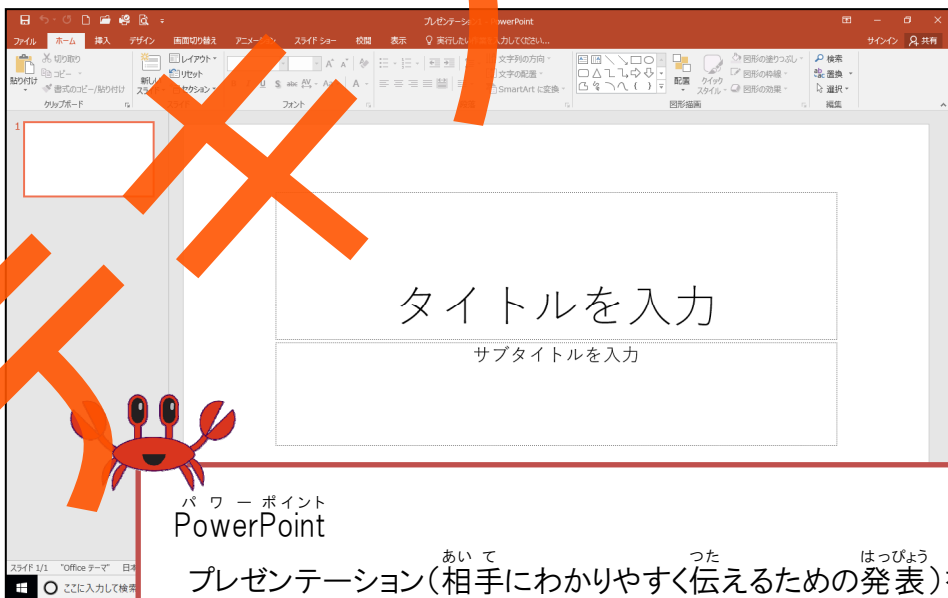 プレゼンテーション PowerPoint
ファイル ホーム 挿入 デザイン 画面切り替え スライド ショー 校閲 表示 サインイン 共有
貼り付け 切り取り コピー 書式のコピー/貼り付け クリップボード
レイアウト リセット セクション
フォント
文字列の方向 文字の配置 SmartArt に変換
配置 クイック スタイル 図形の塗りつぶし 図形の枠線 図形の効果 図形描画
検索 置換 選択 編集
1
タイトルを入力
サブタイトルを入力
パワーポイント
PowerPoint
あいて つた はっぴょう
プレゼンテーション(相手にわかりやすく伝えるための発表)
スライド 1/1 "Office テーマ"
ここに入力して検索